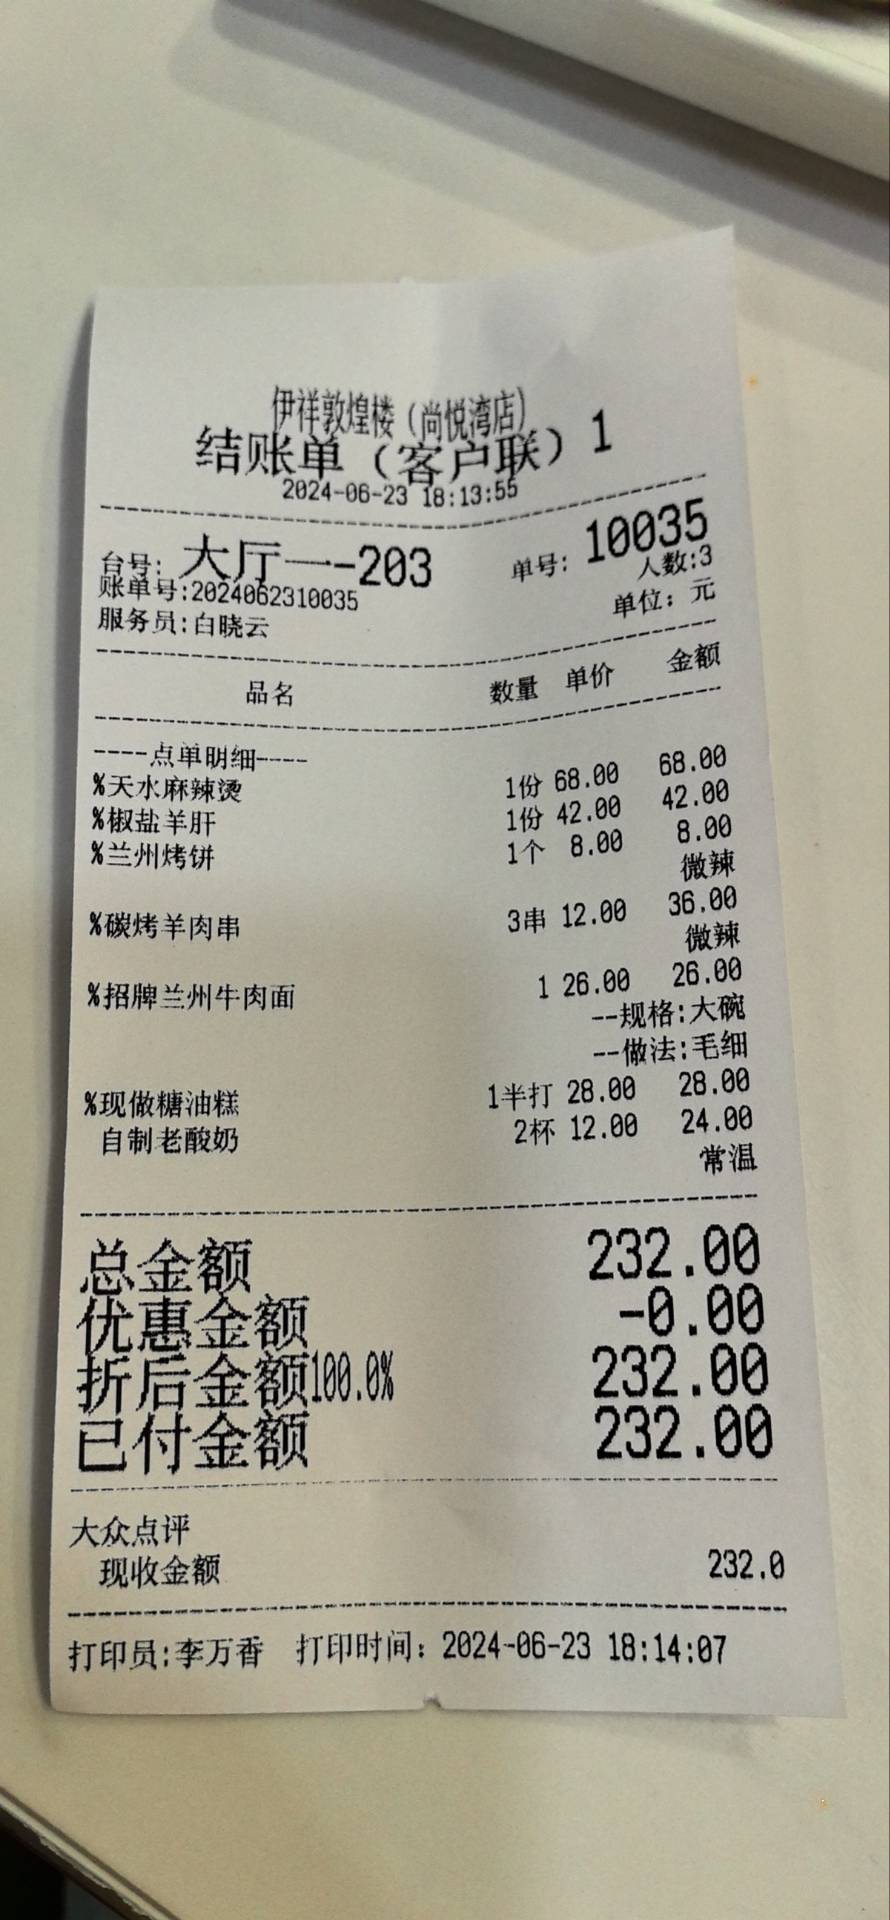 伊祥敦煌楼（尚悦湾店）
结账单（客户联）1
2024-06-23 18:13:55
台号: 大厅一-203 单号: 10035
人数:3
账单号:2024062310035
单位: 元
服务员:白晓云
品名 数量 单价 金额
----点单明细----
%天水麻辣烫 1份 68.00 68.00
%椒盐羊肝 1份 42.00 42.00
%兰州烤饼 1个 8.00 8.00
微辣
%碳烤羊肉串 3串 12.00 36.00
微辣
%招牌兰州牛肉面 1 26.00 26.00
--规格:大碗
--做法:毛细
%现做糖油糕 1半打 28.00 28.00
自制老酸奶 2杯 12.00 24.00
常温
总金额 232.00
优惠金额 -0.00
折后金额100.0% 232.00
已付金额 232.00
大众点评
现收金额 232.0
打印员:李万香 打印时间: 2024-06-23 18:14:07